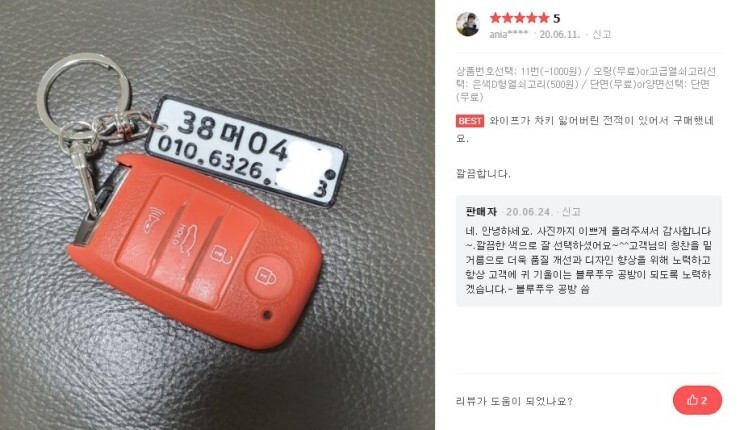 38머04
010.6326. 3
HOLD
★★★★★ 5
ania**** · 20.06.11. · 신고
상품번호선택: 11번(-1000원) / 오링(무료)or고급열쇠고리선
택: 은색D형열쇠고리(500원) / 단면(무료)or양면선택: 단면
(무료)
BEST 와이프가 차키 잃어버린 전적이 있어서 구매했네
요.
깔끔합니다.
판매자 · 20.06.24. · 신고
네. 안녕하세요. 사진까지 이쁘게 올려주셔서 감사합니다
~.깔끔한 색으로 잘 선택하셨어요~^^고객님의 칭찬을 밑
거름으로 더욱 품질 개선과 디자인 향상을 위해 노력하고
항상 고객에 귀 기울이는 블루푸우 공방이 되도록 노력하
겠습니다.- 블루푸우 공방 씀
리뷰가 도움이 되었나요?
2